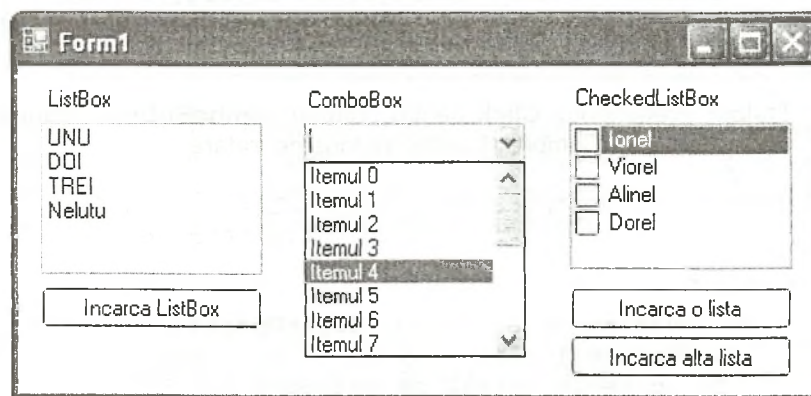 Form1
ListBox
UNU
DOI
TREI
Nelutu
Incarca ListBox
ComboBox
Itemul 0
Itemul 1
Itemul 2
Itemul 3
Itemul 4
Itemul 5
Itemul 6
Itemul 7
CheckedListBox
Ionel
Viorel
Alinel
Dorel
Incarca o lista
Incarca alta lista